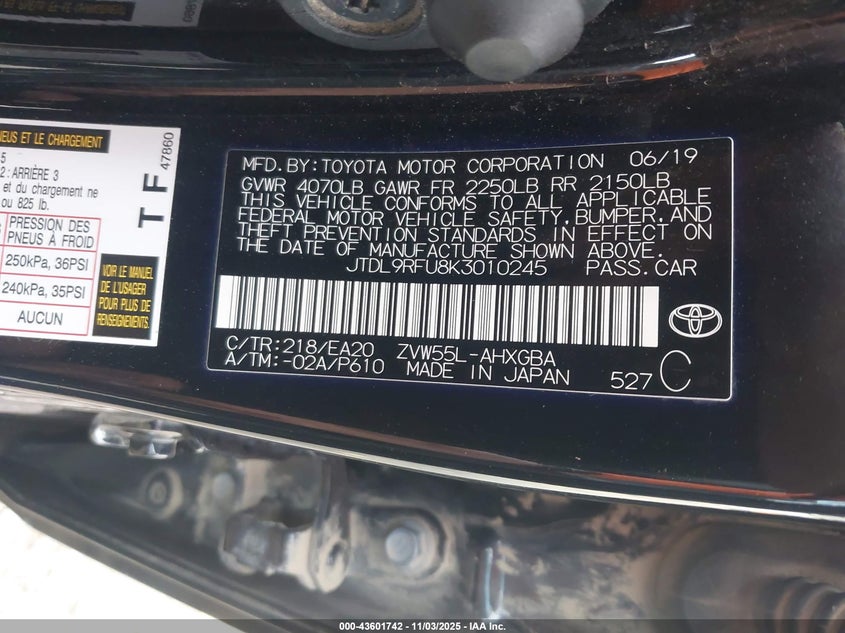 NEUS ET LE CHARGEMENT
5
2: ARRIÈRE 3
et du chargement ne
ou 825 lb.
PRESSION DES
PNEUS À FROID
250kPa, 36PSI
240kPa, 35PSI
AUCUN
VOIR LE MANUEL
DE L'USAGER
POUR PLUS DE
RENSEIGNEMENTS.
T F
47860
MFD.BY:TOYOTA MOTOR CORPORATION 06/19
GVWR 4070LB GAWR FR 2250LB RR 2150LB
THIS VEHICLE CONFORMS TO ALL APPLICABLE
FEDERAL MOTOR VEHICLE SAFETY,BUMPER,AND
THEFT PREVENTION STANDARDS IN EFFECT ON
THE DATE OF MANUFACTURE SHOWN ABOVE.
JTDL9RFU8K3010245 PASS.CAR
C/TR:218/EA20 ZVW55L-AHXGBA
A/TM:-02A/P610 MADE IN JAPAN 527 C
000-43601742 - 11/03/2025 - IAA Inc.